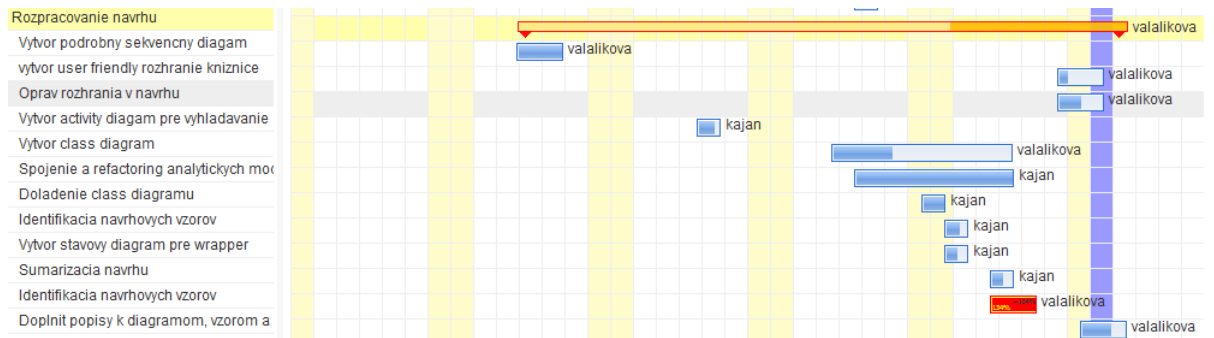 Rozpracovanie navrhu valalikova
Vytvor podrobny sekvencny diagam valalikova
vytvor user friendly rozhranie kniznice valalikova
Oprav rozhrania v navrhu valalikova
Vytvor activity diagam pre vyhladavanie kajan
Vytvor class diagram valalikova
Spojenie a refactoring analytickych mod kajan
Doladenie class diagramu kajan
Identifikacia navrhovych vzorov kajan
Vytvor stavovy diagram pre wrapper kajan
Sumarizacia navrhu kajan
Identifikacia navrhovych vzorov valalikova
Doplnit popisy k diagramom, vzorom a valalikova